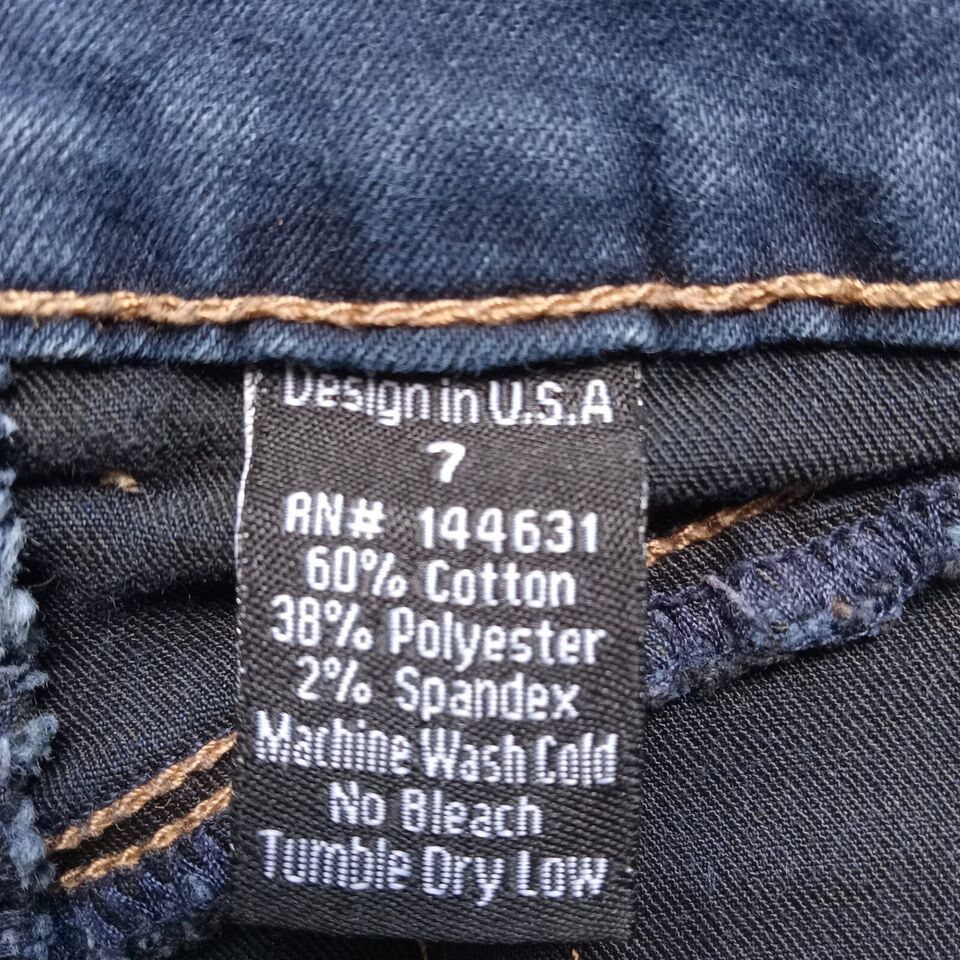 Design in U.S.A
7
RN# 144631
60% Cotton
38% Polyester
2% Spandex
Machine Wash Cold
No Bleach
Tumble Dry Low